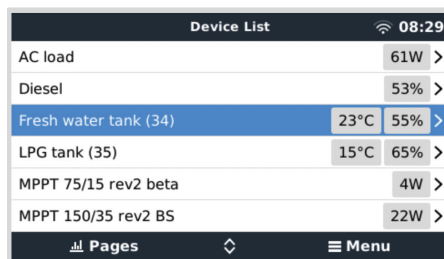 Device List 08:29
AC load 61W
Diesel 53%
Fresh water tank (34) 23°C 55%
LPG tank (35) 15°C 65%
MPPT 75/15 rev2 beta 4W
MPPT 150/35 rev2 BS 22W
Pages Menu